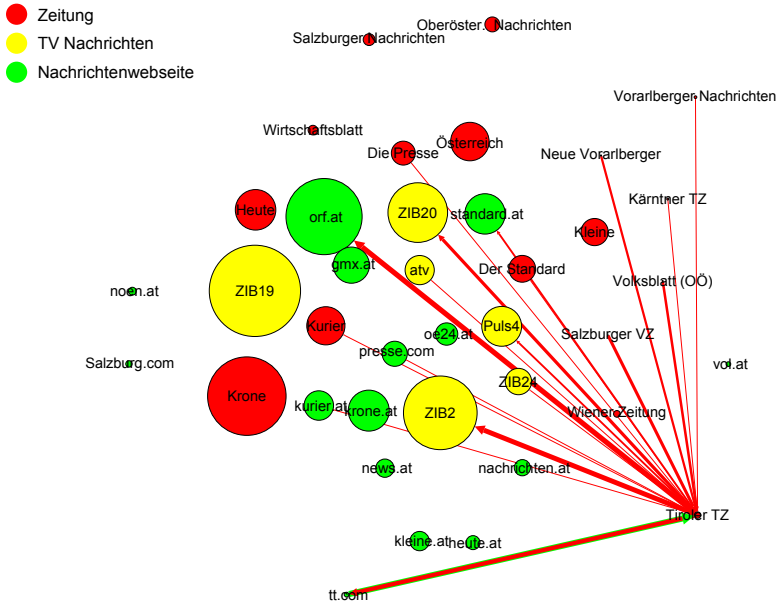 Zeitung
TV Nachrichten
Nachrichtenwebseite
Oberöster. Nachrichten
Salzburger Nachrichten
Vorarlberger Nachrichten
Wirtschaftsblatt
Österreich
Die Presse
Neue Vorarlberger
Kärntner TZ
Heute
orf.at
ZIB20
standard.at
Kleine
gmx.at
atv
Der Standard
Volksblatt (OÖ)
noen.at
ZIB19
Kurier
oe24.at
Puls4
Salzburger VZ
presse.com
Salzburg.com
vol.at
ZIB24
Krone
kurier.at
krone.at
ZIB2
Wiener Zeitung
news.at
nachrichten.at
Tiroler TZ
kleine.at
heute.at
tt.com